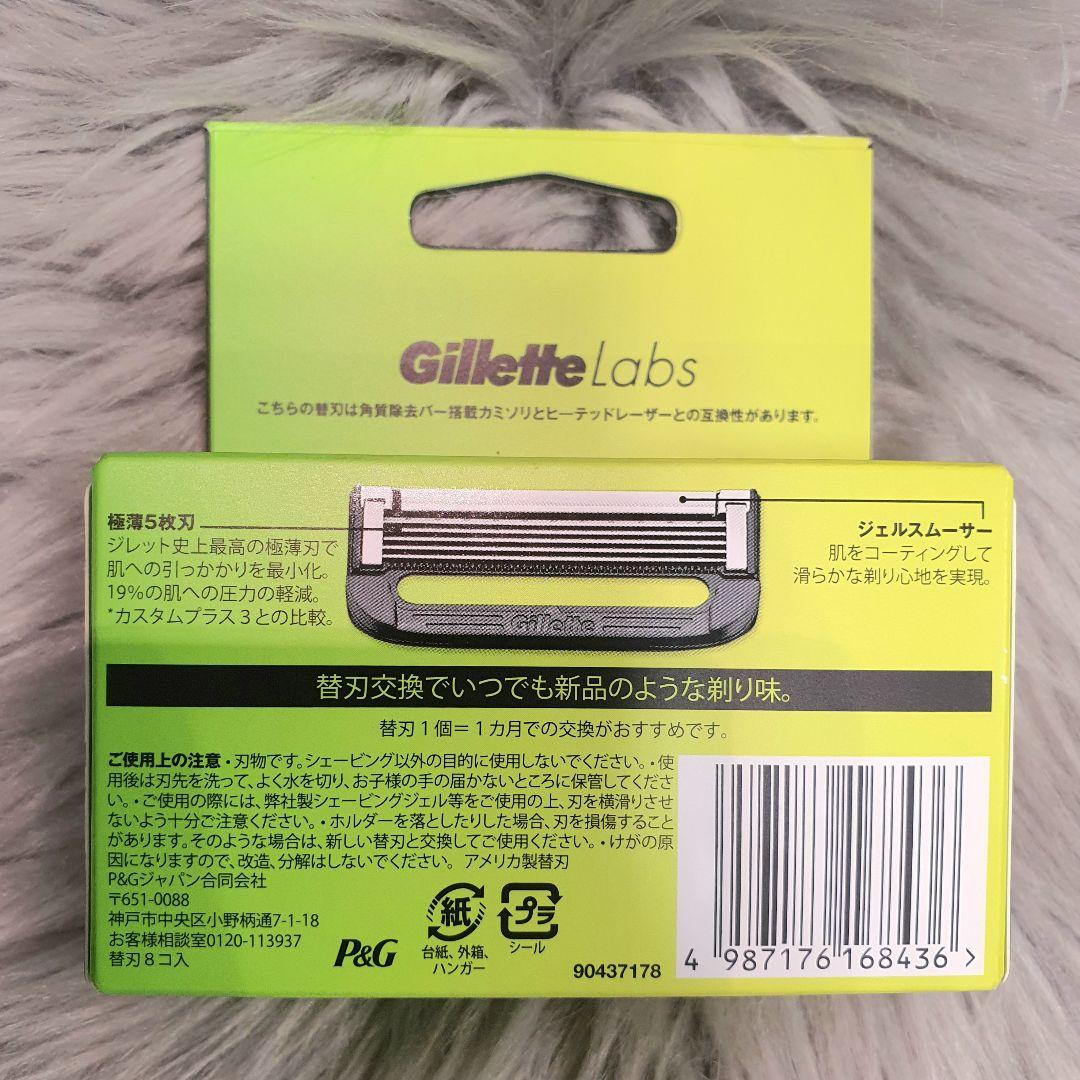 Gillette Labs
こちらの替刃は角質除去バー搭載カミソリとヒーテッドレーザーとの互換性があります。
極薄5枚刃
ジレット史上最高の極薄刃で
肌への引っかかりを最小化。
19%の肌への圧力の軽減。
*カスタムプラス3との比較。
ジェルスムーサー
肌をコーティングして
滑らかな剃り心地を実現。
Gillette
替刃交換でいつでも新品のような剃り味。
替刃1個=1カ月での交換がおすすめです。
ご使用上の注意・刃物です。シェービング以外の目的に使用しないでください。・使
用後は刃先を洗って、よく水を切り、お子様の手の届かないところに保管してくださ
い。・ご使用の際には、弊社製シェービングジェル等をご使用の上、刃を横滑りさせ
ないよう十分ご注意ください。・ホルダーを落としたりした場合、刃を損傷すること
があります。そのような場合は、新しい替刃と交換してご使用ください。・けがの原
因になりますので、改造、分解はしないでください。 アメリカ製替刃
P&Gジャパン合同会社
〒651-0088
神戸市中央区小野柄通7-1-18
お客様相談室0120-113937
替刃8コ入
P&G
紙
台紙、外箱、
ハンガー
プラ
シール
90437178
4 987176 168436 >